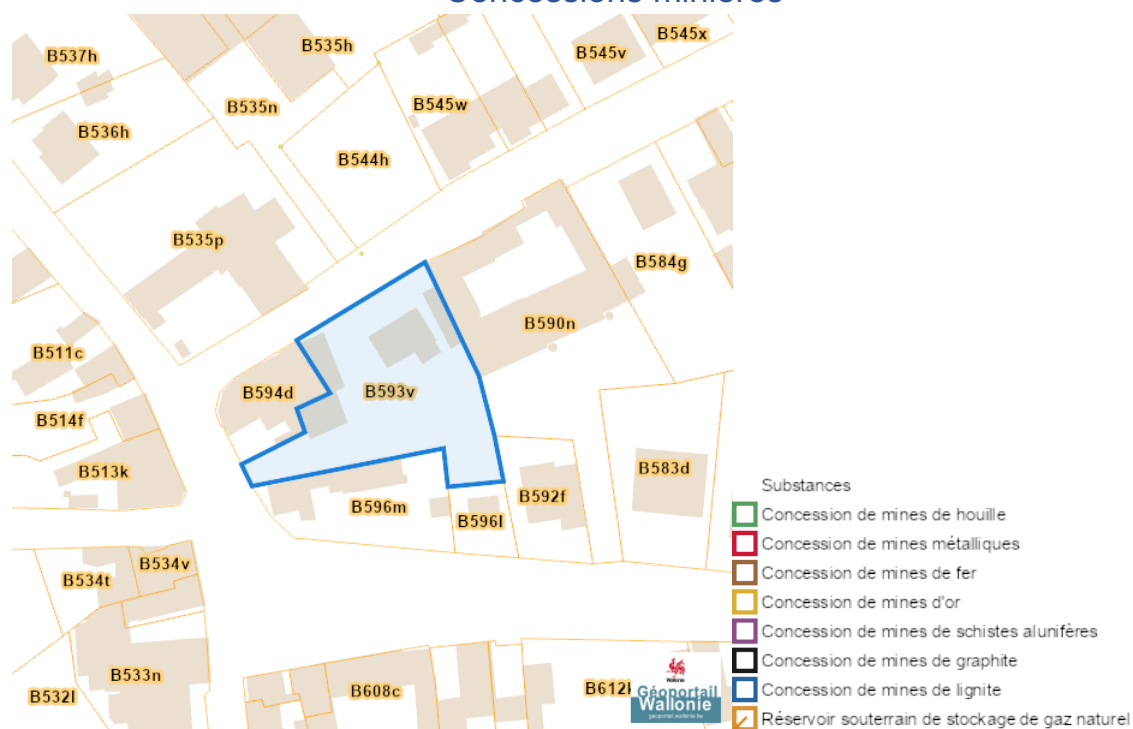 Concessions minières
B537h
B535h
B545v
B545x
B535n
B545w
B536h
B544h
B535p
B584g
B590n
B511c
B594d
B593v
B514f
B513k
B583d
B592f
B596m
B596l
B534v
B534t
B533n
B532l
B608c
Wallonie
Géoportail
Wallonie
geoportail.wallonie.be
Substances
Concession de mines de houille
Concession de mines métalliques
Concession de mines de fer
Concession de mines d'or
Concession de mines de schistes alunifères
Concession de mines de graphite
Concession de mines de lignite
Réservoir souterrain de stockage de gaz naturel